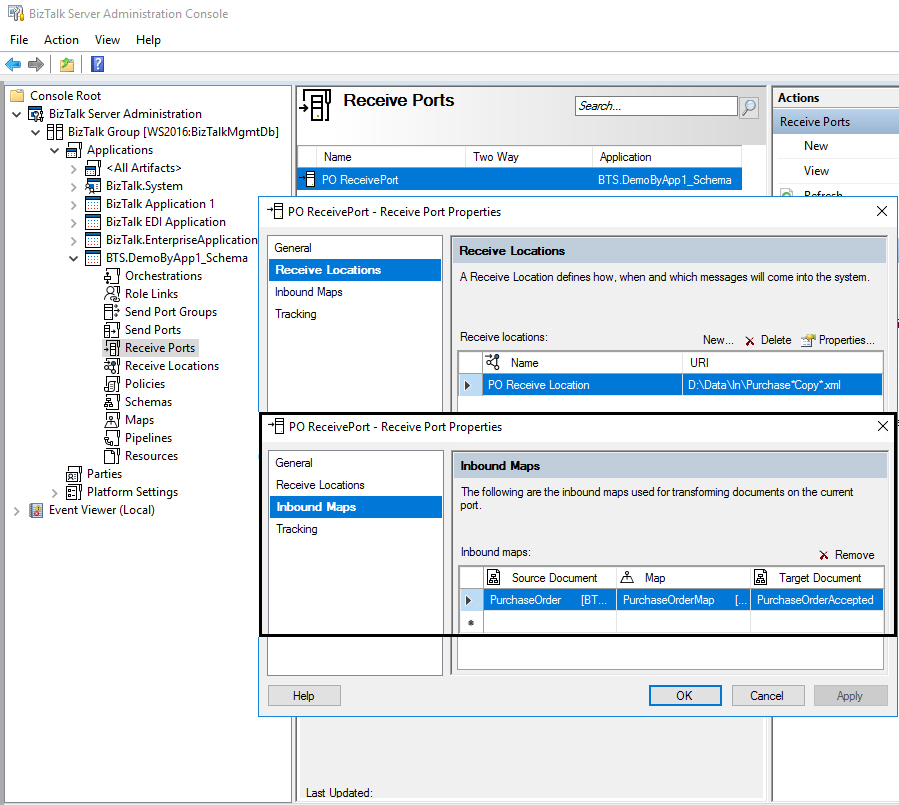 BizTalk Server Administration Console
File Action View Help
Console Root
BizTalk Server Administration
BizTalk Group [WS2016:BizTalkMgmtDb]
Applications
<All Artifacts>
BizTalk.System
BizTalk Application 1
BizTalk EDI Application
BizTalk.EnterpriseApplication
BTS.DemoByApp1_Schema
Orchestrations
Role Links
Send Port Groups
Send Ports
Receive Ports
Receive Locations
Policies
Schemas
Maps
Pipelines
Resources
Parties
Platform Settings
Event Viewer (Local)
Receive Ports
Search...
Name Two Way Application
PO ReceivePort BTS.DemoByApp1_Schema
Last Updated:
Actions
Receive Ports
New
View
Refresh
PO ReceivePort - Receive Port Properties
General
Receive Locations
Inbound Maps
Tracking
Receive Locations
A Receive Location defines how, when and which messages will come into the system.
Receive locations:
New... Delete Properties...
Name URI
PO Receive Location D:\Data\In\Purchase*Copy*.xml
PO ReceivePort - Receive Port Properties
General
Receive Locations
Inbound Maps
Tracking
Inbound Maps
The following are the inbound maps used for transforming documents on the current
port.
Inbound maps:
Remove
Source Document Map Target Document
PurchaseOrder [BT... PurchaseOrderMap [... PurchaseOrderAccepted
Help OK Cancel Apply